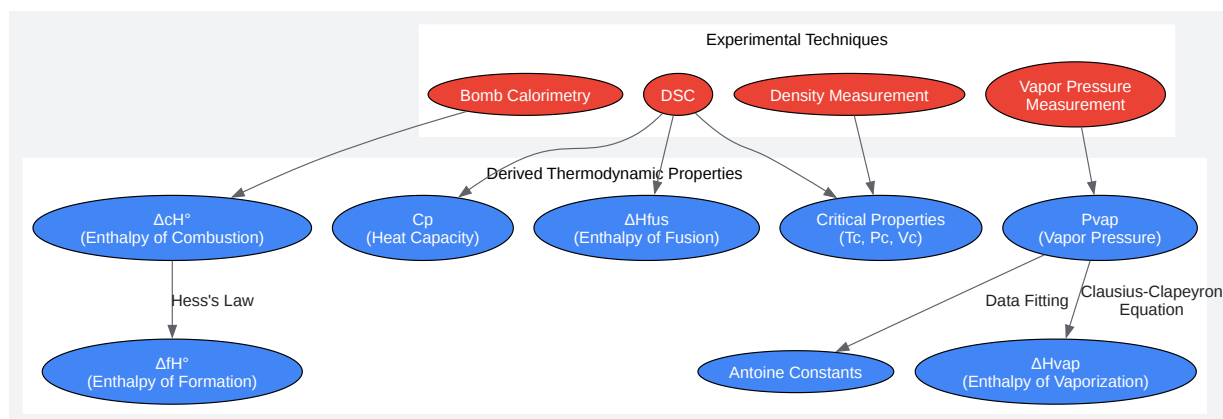 Experimental Techniques
Bomb Calorimetry
DSC
Density Measurement
Vapor Pressure
Measurement
Derived Thermodynamic Properties
ΔcH°
(Enthalpy of Combustion)
Cp
(Heat Capacity)
ΔHfus
(Enthalpy of Fusion)
Critical Properties
(Tc, Pc, Vc)
Pvap
(Vapor Pressure)
Hess's Law
Data Fitting
Clausius-Clapeyron
Equation
ΔfH°
(Enthalpy of Formation)
Antoine Constants
ΔHvap
(Enthalpy of Vaporization)